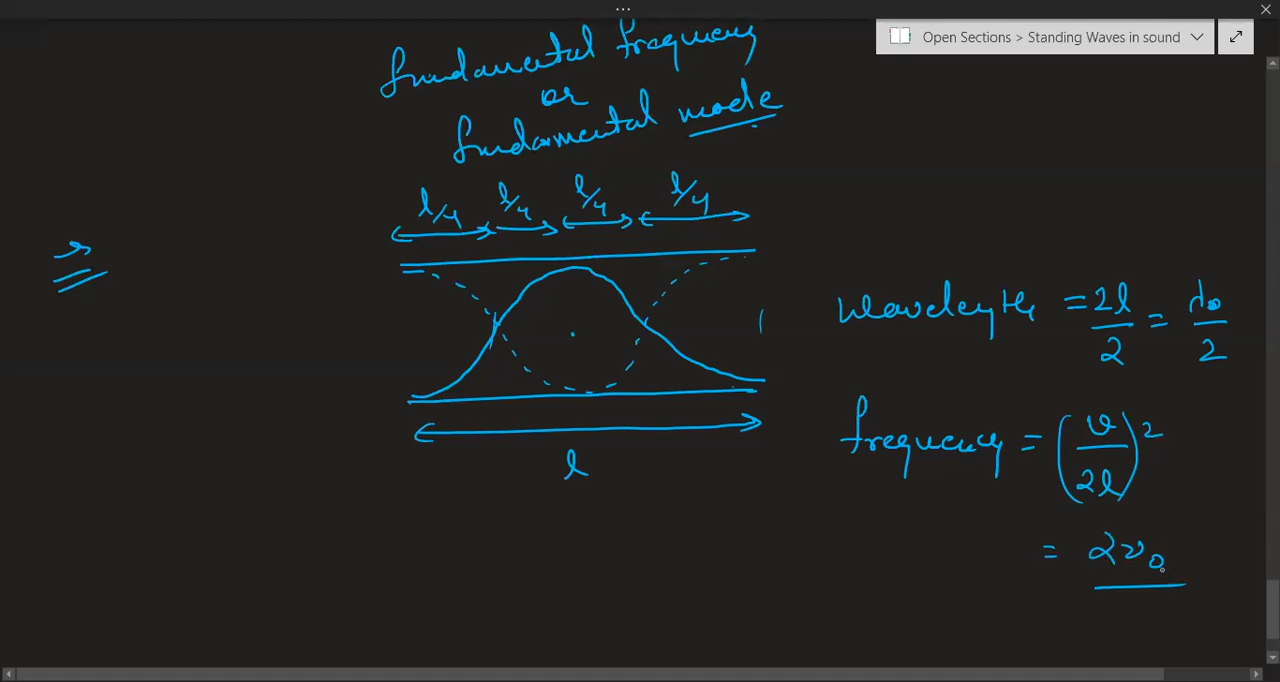 Open Sections > Standing Waves in sound
fundamental frequency
or
fundamental mode
l/4 l/4 l/4 l/4
Wavelength = 2l/2 = λ₀/2
frequency = (v/2l)2
= 2ν₀
l